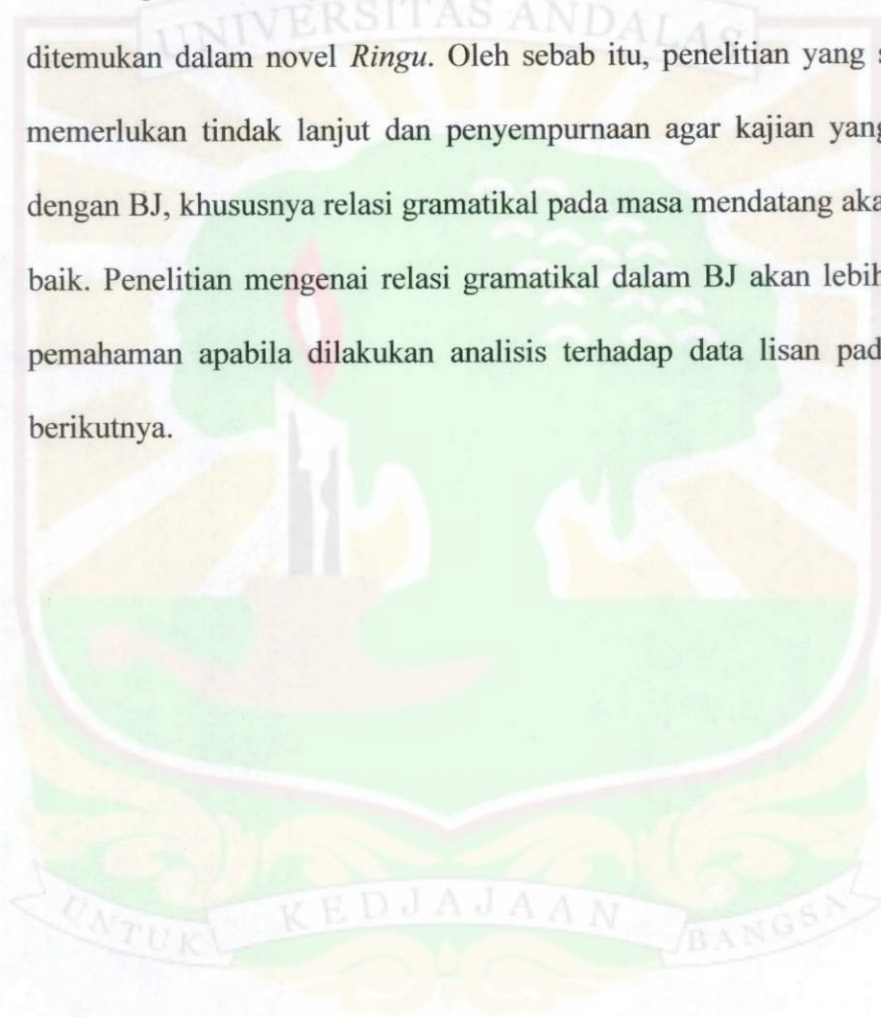 UNIVERSITAS ANDALAS
ditemukan dalam novel Ringu. Oleh sebab itu, penelitian yang
memerlukan tindak lanjut dan penyempurnaan agar kajian
dengan BJ, khususnya relasi gramatikal pada masa mendatang
baik. Penelitian mengenai relasi gramatikal dalam BJ akan lebih
pemahaman apabila dilakukan analisis terhadap data lisan
berikutnya.
UNTUK KEDJAJAAN BANGSA